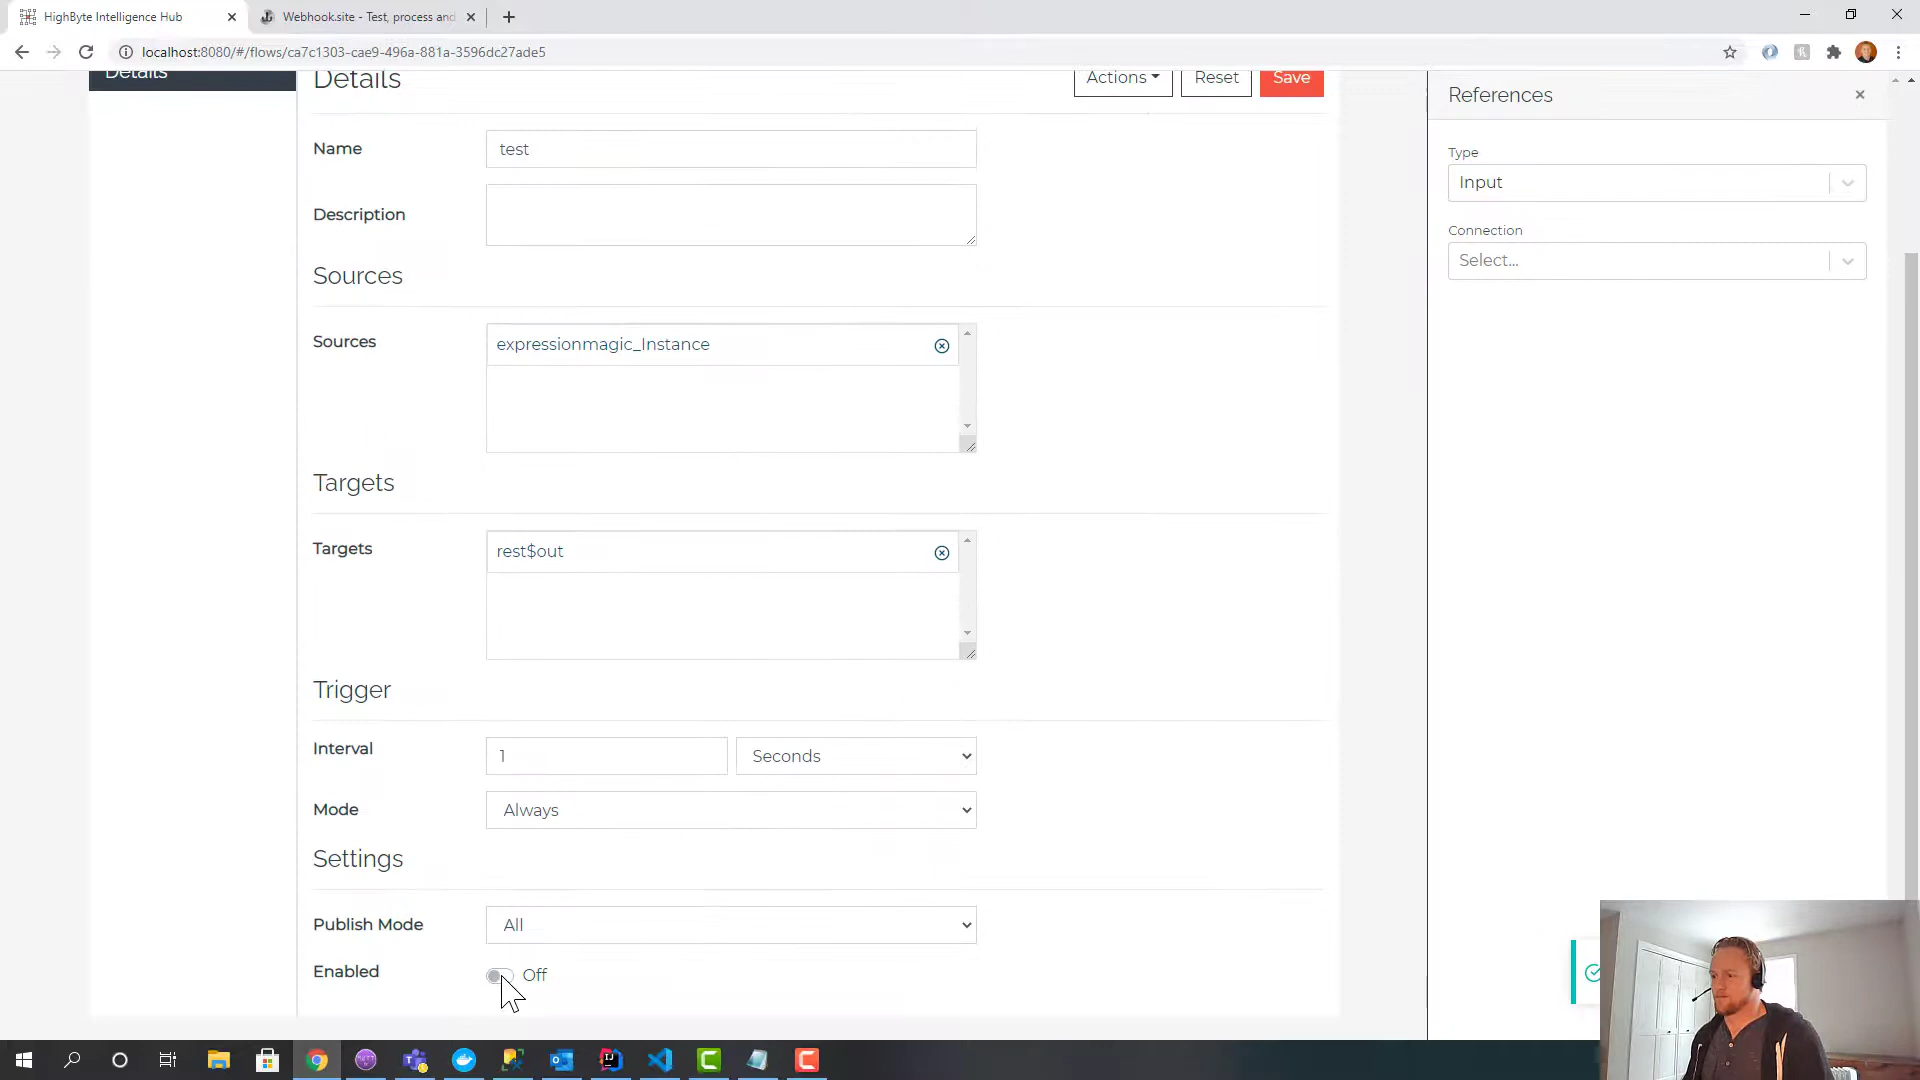 HighByte Intelligence Hub
Webhook.site - Test, process and
localhost:8080/#/flows/ca7c1303-cae9-496a-881a-3596dc27ade5
Details
Details
Actions
Reset
Save
References
Name
test
Type
Input
Description
Connection
Select...
Sources
Sources
expressionmagic_Instance
Targets
Targets
rest$out
Trigger
Interval
1
Seconds
Mode
Always
Settings
Publish Mode
All
Enabled
Off